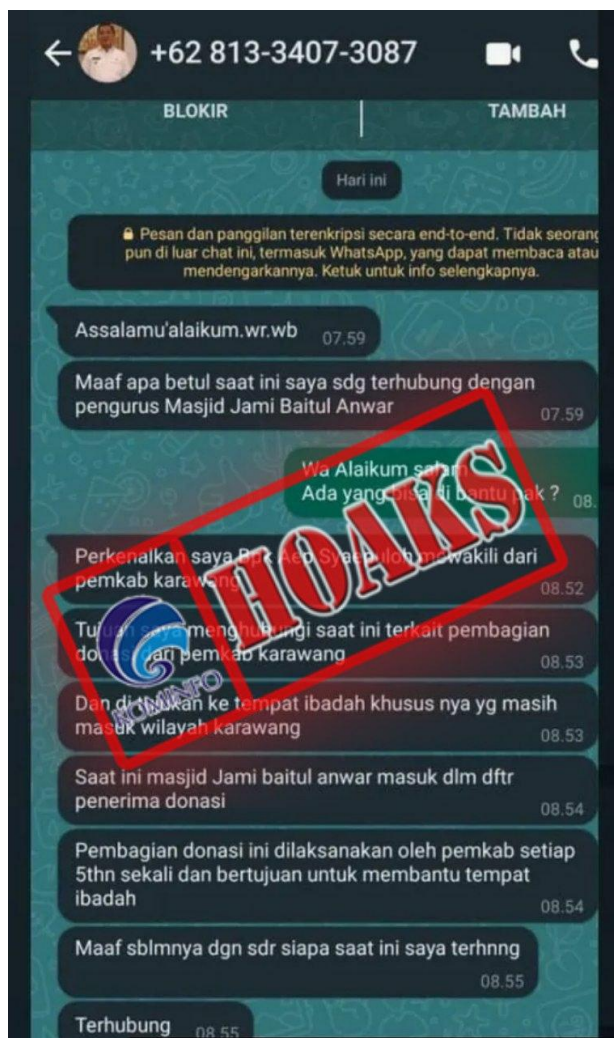 +62 813-3407-3087
BLOKIR
TAMBAH
Hari ini
Pesan dan panggilan terenkripsi secara end-to-end. Tidak seorang
pun di luar chat ini, termasuk WhatsApp, yang dapat membaca atau
mendengarkannya. Ketuk untuk info selengkapnya.
Assalamu'alaikum.wr.wb 07.59
Maaf apa betul saat ini saya sdg terhubung dengan
pengurus Masjid Jami Baitul Anwar 07.59
Wa Alaikum salam
Ada yang bisa di bantu pak ? 08.
Perkenalkan saya Bpk Aep Syaepuloh mewakili dari
pemkab karawang 08.52
Tujuan saya menghubungi saat ini terkait pembagian
donasi dari pemkab karawang 08.53
Dan di tujukan ke tempat ibadah khusus nya yg masih
masuk wilayah karawang 08.53
HOAKS
KOMINFO
Saat ini masjid Jami baitul anwar masuk dlm dftr
penerima donasi 08.54
Pembagian donasi ini dilaksanakan oleh pemkab setiap
5thn sekali dan bertujuan untuk membantu tempat
ibadah 08.54
Maaf sblmnya dgn sdr siapa saat ini saya terhnng
08.55
Terhubung 08.55